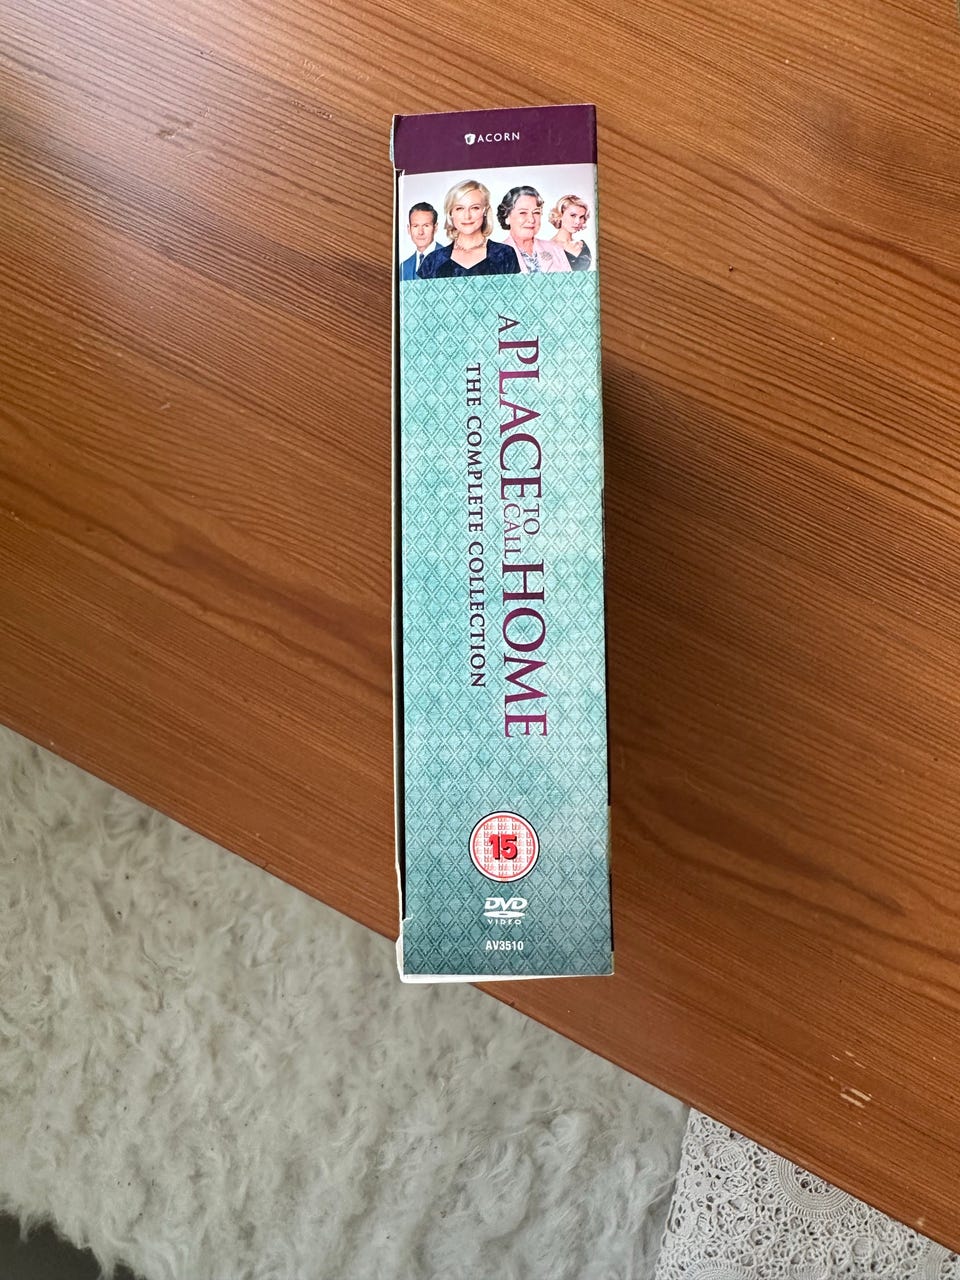 ACORN
A PLACE TO CALL HOME
THE COMPLETE COLLECTION
15
DVD
VIDEO
AV3510